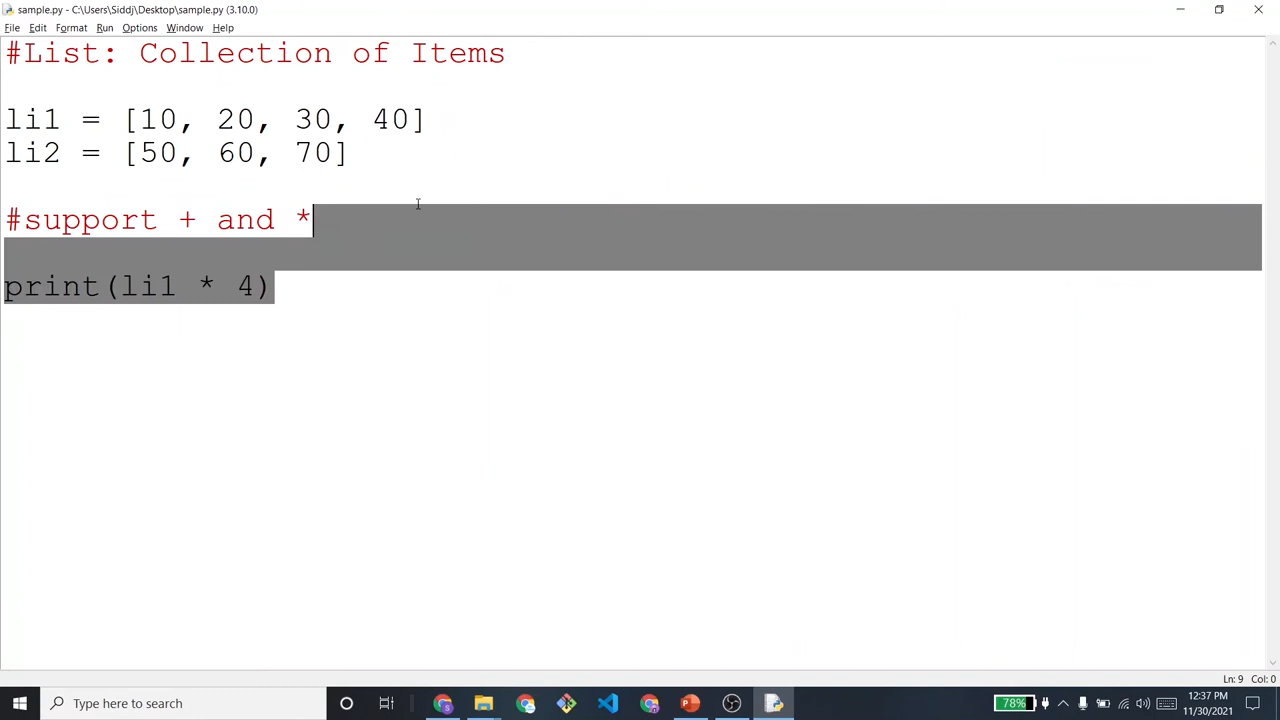 sample.py - C:\Users\Siddj\Desktop\sample.py (3.10.0)
File Edit Format Run Options Window Help
#List: Collection of Items
li1 = [10, 20, 30, 40]
li2 = [50, 60, 70]
#support + and *
print(li1 * 4)
Ln: 9 Col: 0
Type here to search
78%
12:37 PM
11/30/2021